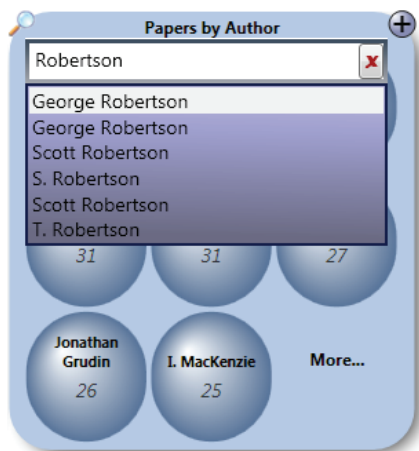 Papers by Author
Robertson
x
George Robertson
George Robertson
Scott Robertson
S. Robertson
Scott Robertson
T. Robertson
31
31
27
Jonathan
Grudin
26
I. MacKenzie
25
More...